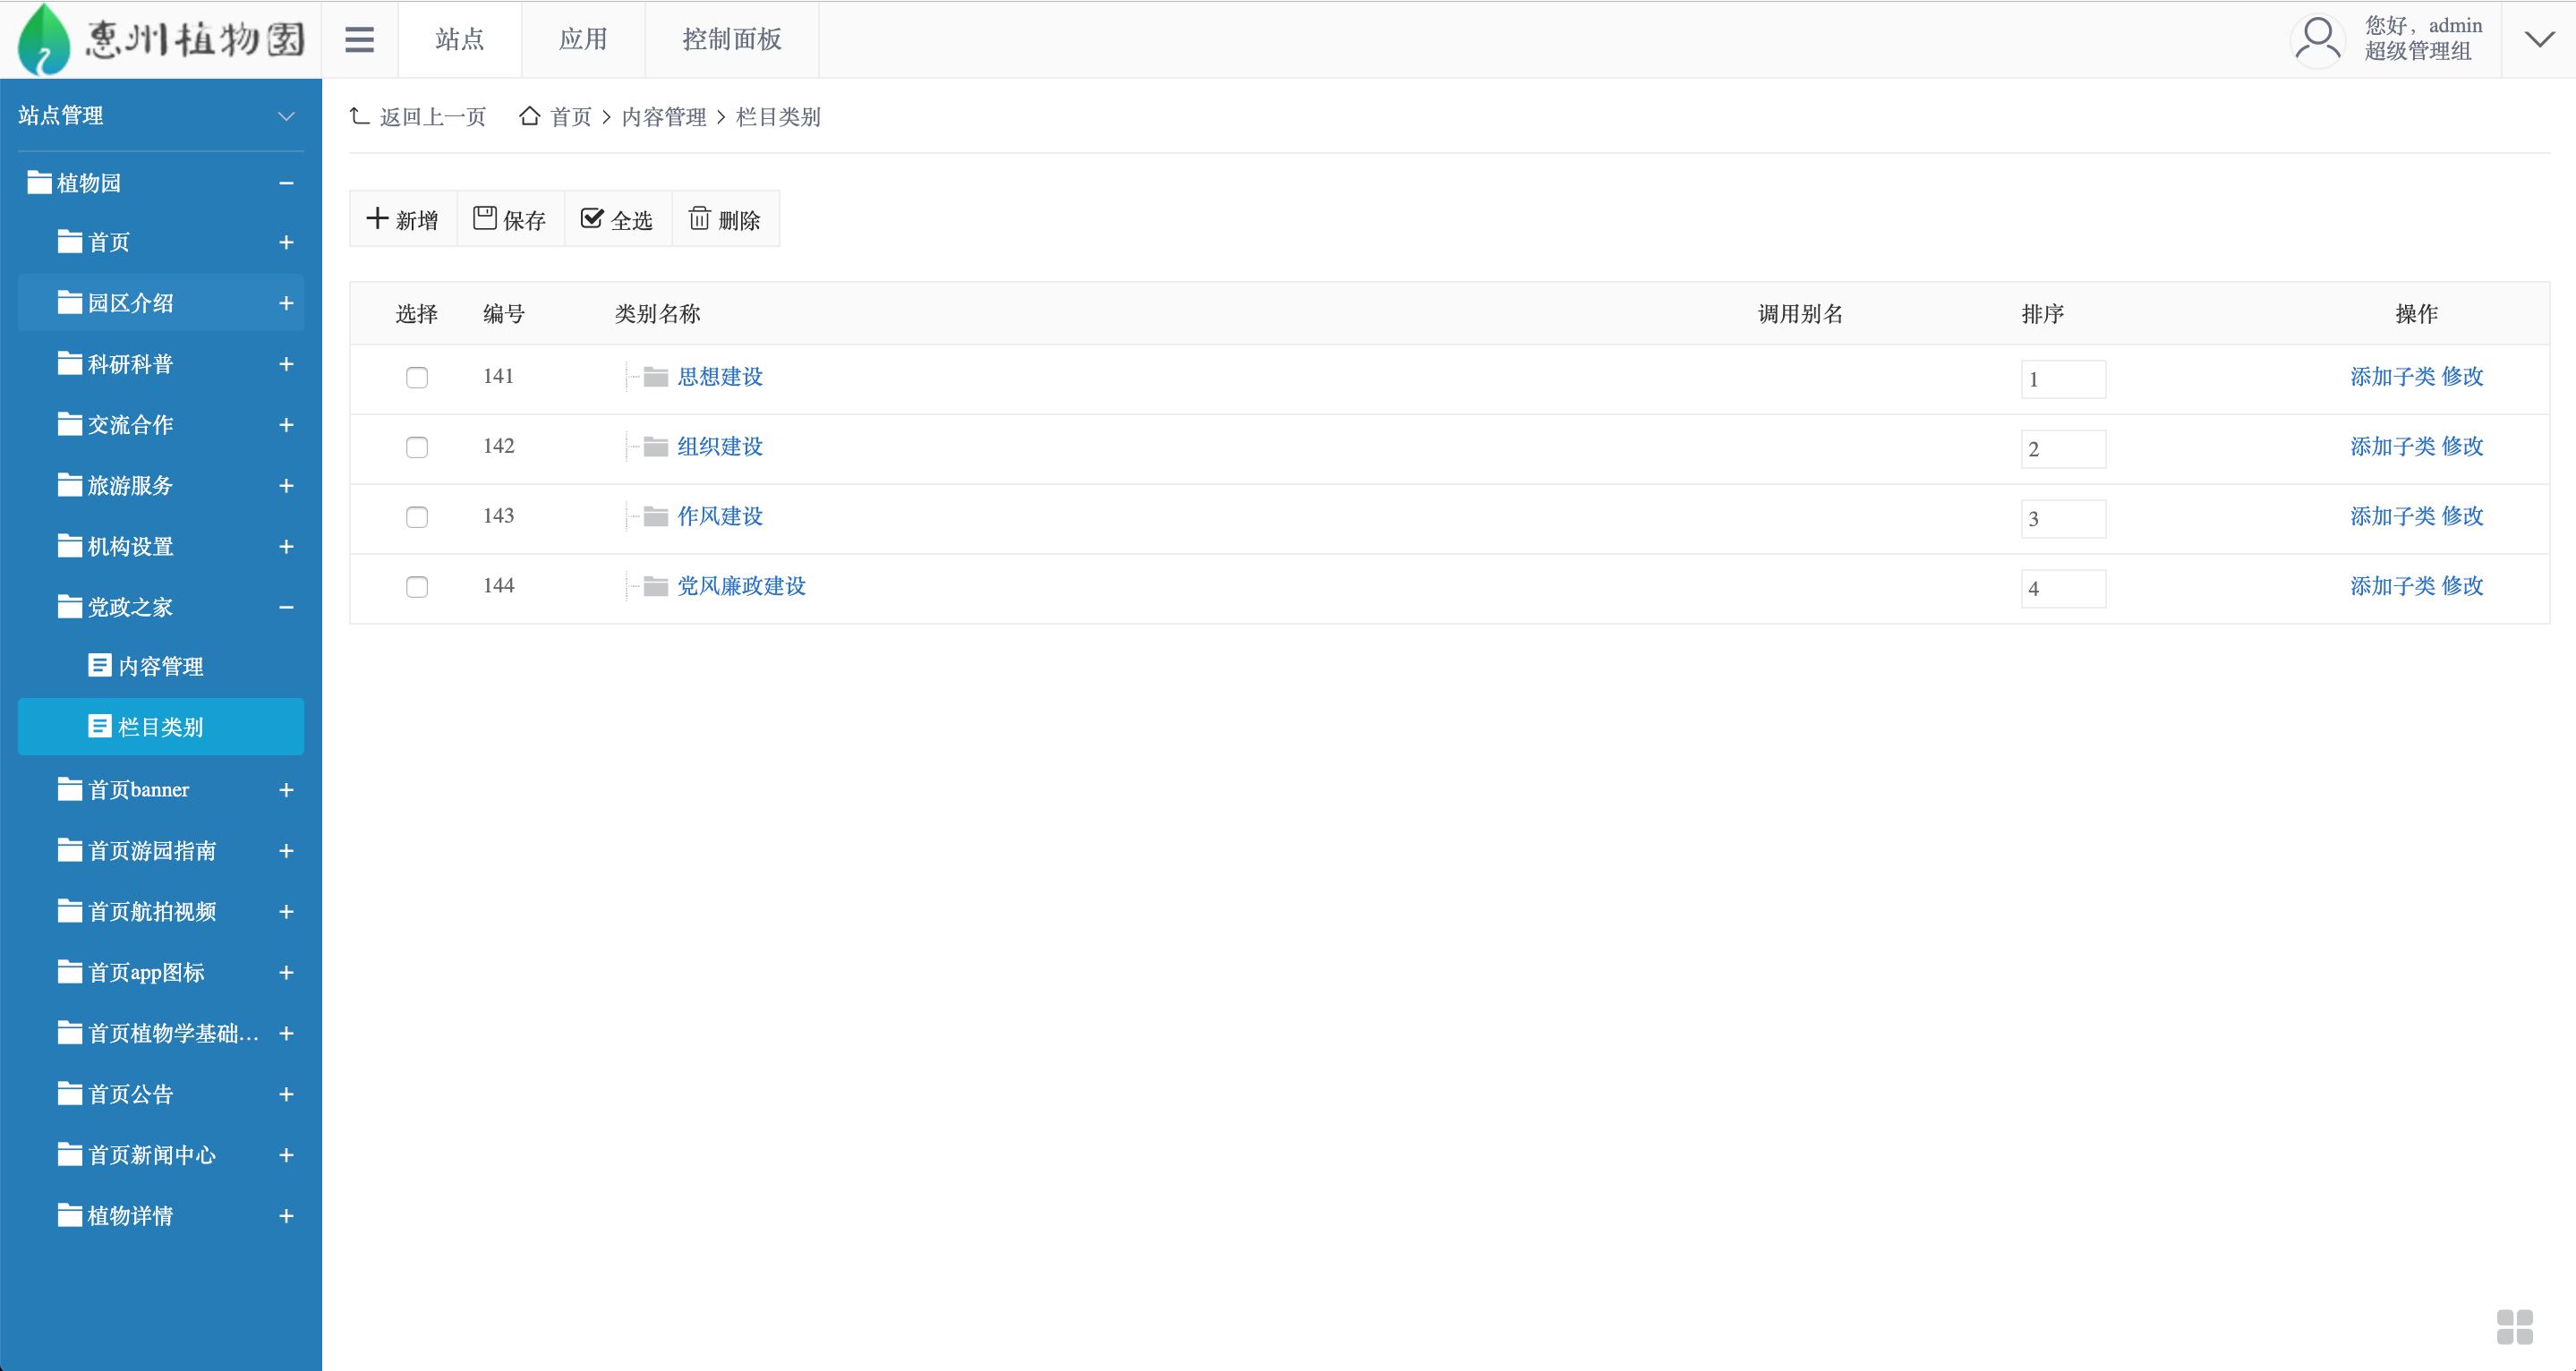 惠州植物園
站点
应用
控制面板
您好，admin
超级管理组
站点管理
植物园
首页
园区介绍
科研科普
交流合作
旅游服务
机构设置
党政之家
内容管理
栏目类别
首页banner
首页游园指南
首页航拍视频
首页app图标
首页植物学基础...
首页公告
首页新闻中心
植物详情
返回上一页 首页 > 内容管理 > 栏目类别
新增 保存 全选 删除
选择 编号 类别名称 调用别名 排序 操作
141 思想建设 1 添加子类 修改
142 组织建设 2 添加子类 修改
143 作风建设 3 添加子类 修改
144 党风廉政建设 4 添加子类 修改